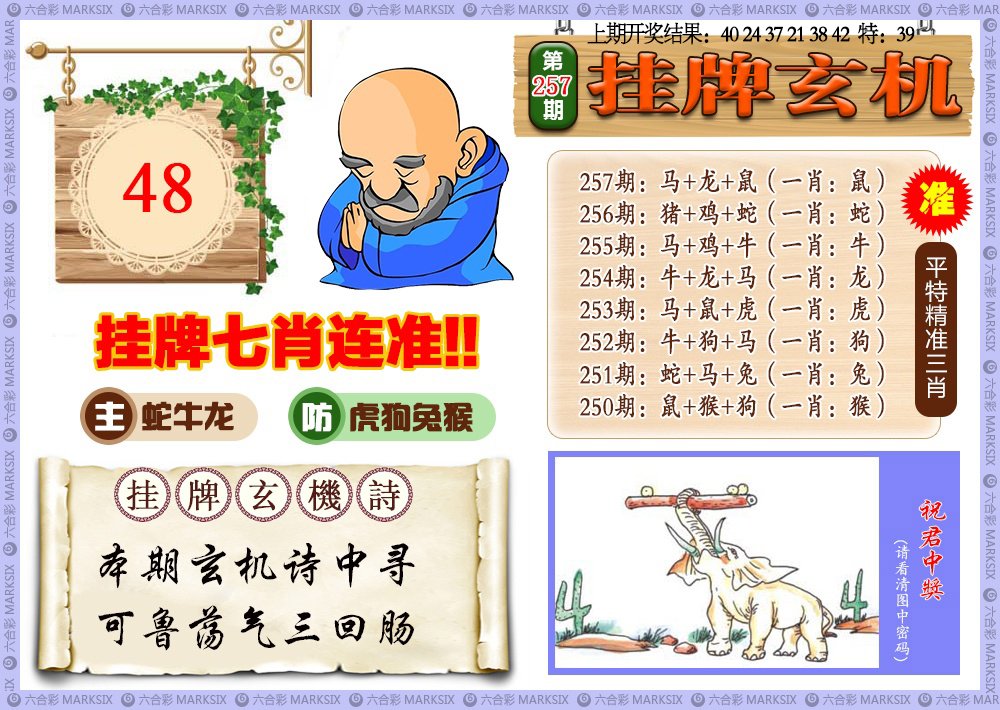 上期开奖结果：40 24 37 21 38 42 特：39
第257期
挂牌玄机
48
257期：马+龙+鼠（一肖：鼠）
256期：猪+鸡+蛇（一肖：蛇）
255期：马+鸡+牛（一肖：牛）
254期：牛+龙+马（一肖：龙）
253期：马+鼠+虎（一肖：虎）
252期：牛+狗+马（一肖：狗）
251期：蛇+马+兔（一肖：兔）
250期：鼠+猴+狗（一肖：猴）
准
平特精准三肖
挂牌七肖连准!!
主 蛇牛龙 防 虎狗兔猴
挂牌玄機詩
本期玄机诗中寻
可鲁荡气三回肠
祝君中獎
（请看清图中密码）
六合彩 MARKSIX